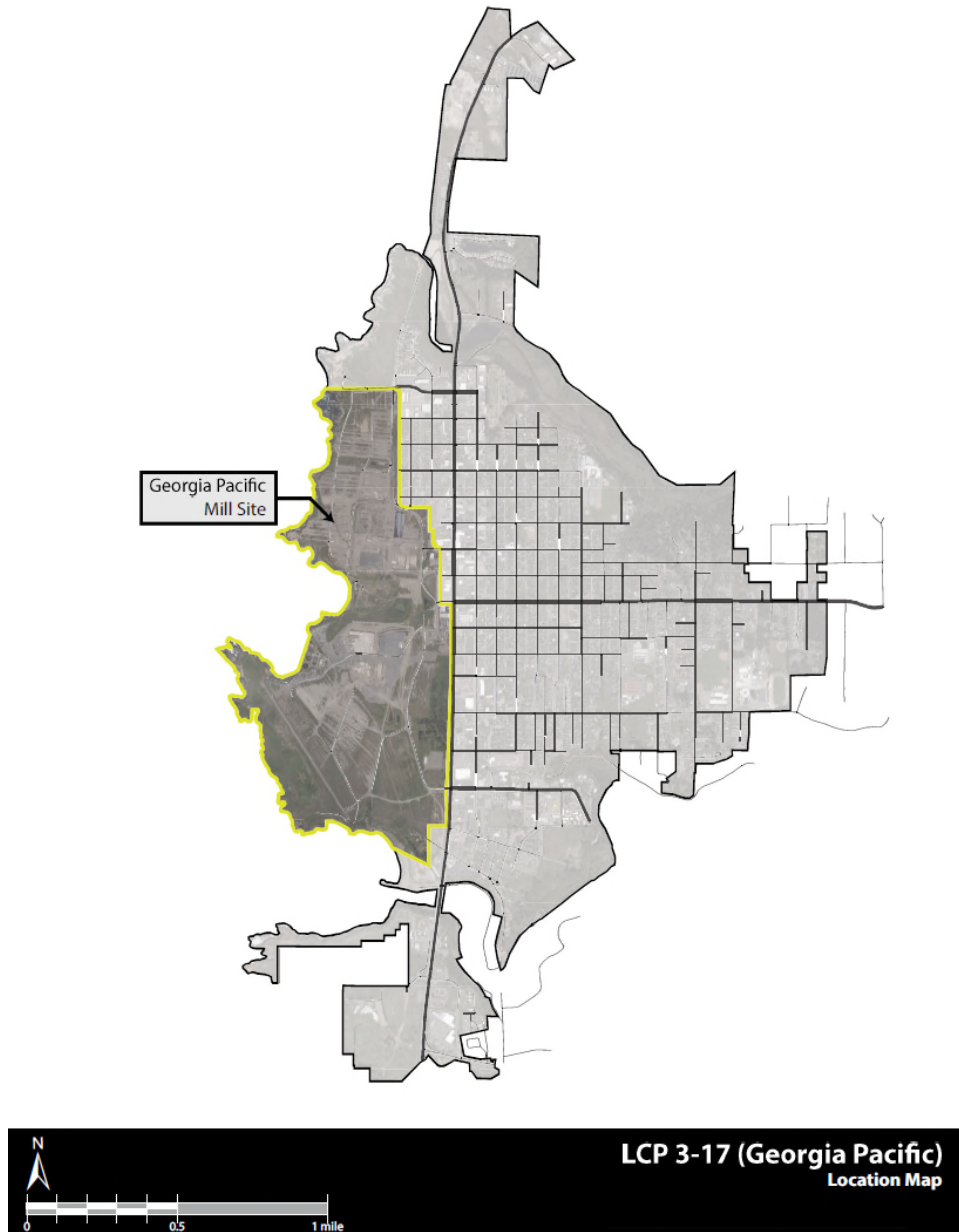 Georgia Pacific
Mill Site
N
0
0.5
1 mile
LCP 3-17 (Georgia Pacific)
Location Map